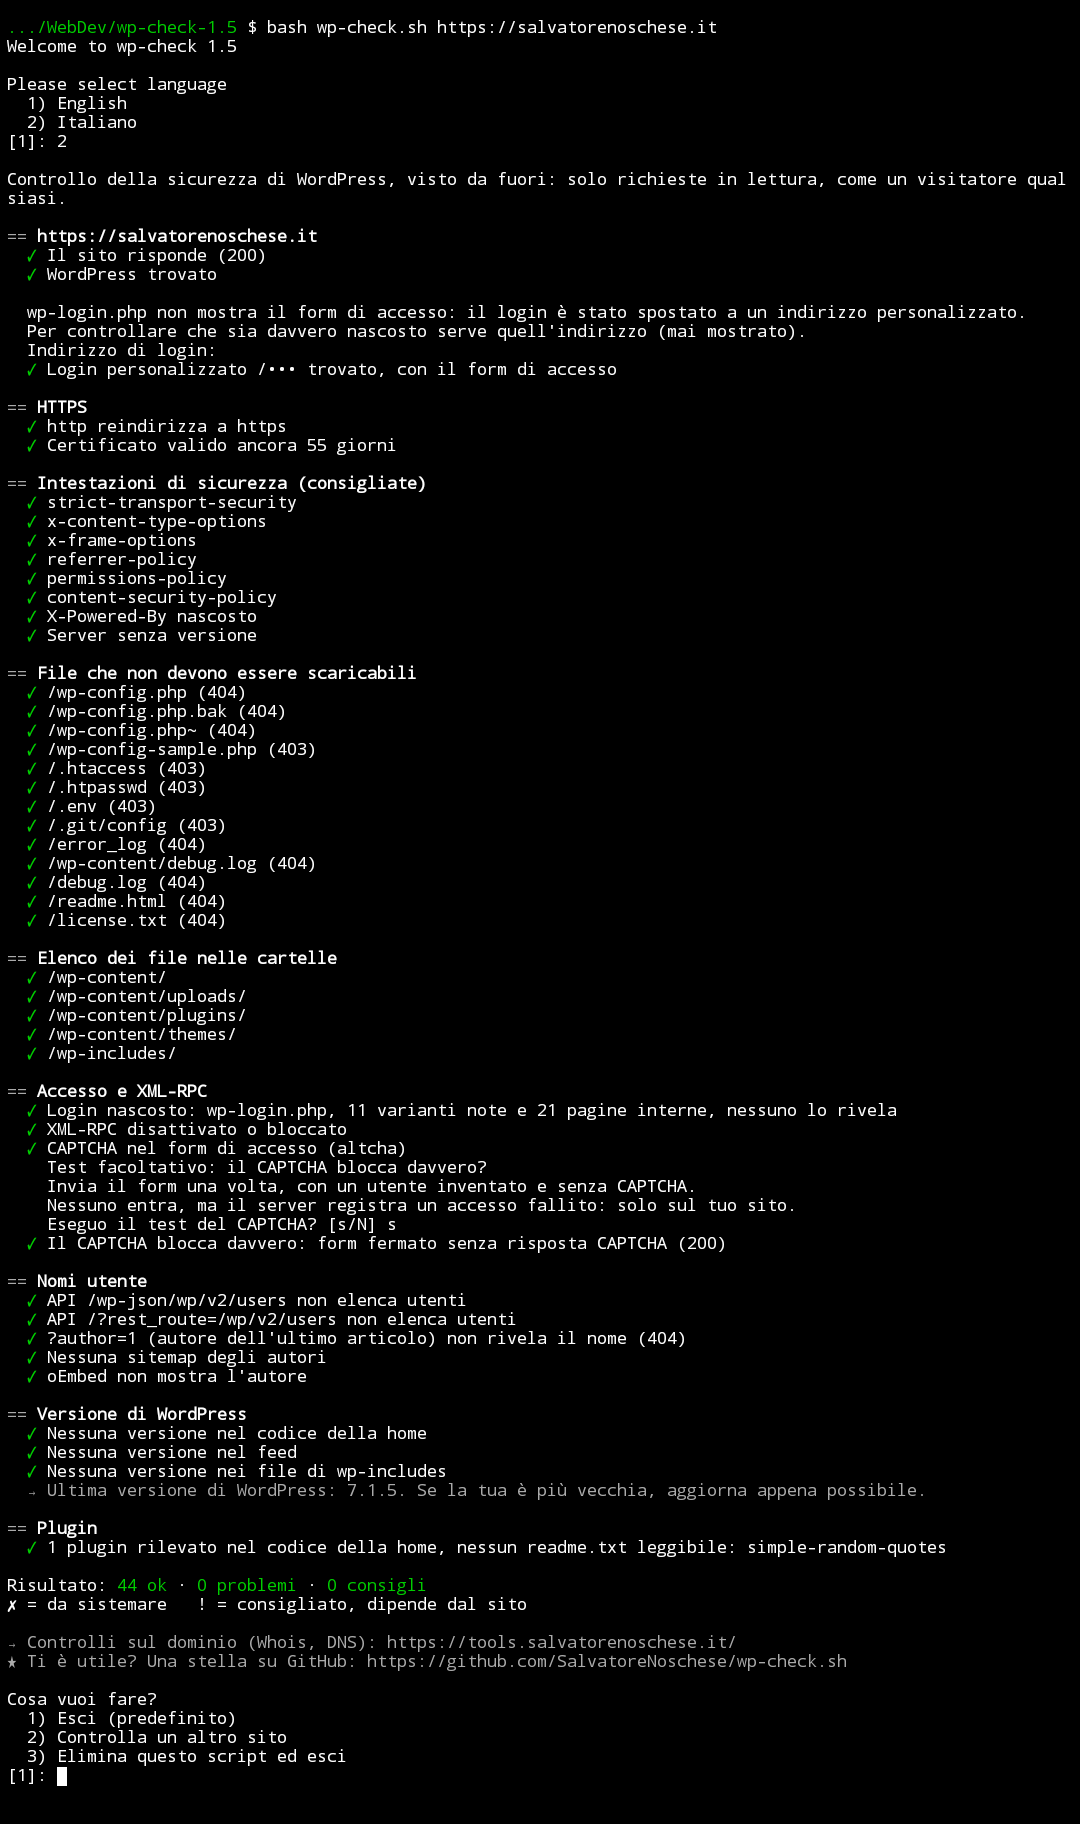 .../WebDev/wp-check-1.5 $ bash wp-check.sh https://salvatorenoschese.it
Welcome to wp-check 1.5
Please select language
1) English
2) Italiano
[1]: 2
Controllo della sicurezza di WordPress, visto da fuori: solo richieste in lettura, come un visitatore qual
siasi.
== https://salvatorenoschese.it
✓ Il sito risponde (200)
✓ WordPress trovato
wp-login.php non mostra il form di accesso: il login è stato spostato a un indirizzo personalizzato.
Per controllare che sia davvero nascosto serve quell'indirizzo (mai mostrato).
Indirizzo di login:
✓ Login personalizzato /••• trovato, con il form di accesso
== HTTPS
✓ http reindirizza a https
✓ Certificato valido ancora 55 giorni
== Intestazioni di sicurezza (consigliate)
✓ strict-transport-security
✓ x-content-type-options
✓ x-frame-options
✓ referrer-policy
✓ permissions-policy
✓ content-security-policy
✓ X-Powered-By nascosto
✓ Server senza versione
== File che non devono essere scaricabili
✓ /wp-config.php (404)
✓ /wp-config.php.bak (404)
✓ /wp-config.php~ (404)
✓ /wp-config-sample.php (403)
✓ /.htaccess (403)
✓ /.htpasswd (403)
✓ /.env (403)
✓ /.git/config (403)
✓ /error_log (404)
✓ /wp-content/debug.log (404)
✓ /debug.log (404)
✓ /readme.html (404)
✓ /license.txt (404)
== Elenco dei file nelle cartelle
✓ /wp-content/
✓ /wp-content/uploads/
✓ /wp-content/plugins/
✓ /wp-content/themes/
✓ /wp-includes/
== Accesso e XML-RPC
✓ Login nascosto: wp-login.php, 11 varianti note e 21 pagine interne, nessuno lo rivela
✓ XML-RPC disattivato o bloccato
✓ CAPTCHA nel form di accesso (altcha)
Test facoltativo: il CAPTCHA blocca davvero?
Invia il form una volta, con un utente inventato e senza CAPTCHA.
Nessuno entra, ma il server registra un accesso fallito: solo sul tuo sito.
Eseguo il test del CAPTCHA? [s/N] s
✓ Il CAPTCHA blocca davvero: form fermato senza risposta CAPTCHA (200)
== Nomi utente
✓ API /wp-json/wp/v2/users non elenca utenti
✓ API /?rest_route=/wp/v2/users non elenca utenti
✓ ?author=1 (autore dell'ultimo articolo) non rivela il nome (404)
✓ Nessuna sitemap degli autori
✓ oEmbed non mostra l'autore
== Versione di WordPress
✓ Nessuna versione nel codice della home
✓ Nessuna versione nel feed
✓ Nessuna versione nei file di wp-includes
→ Ultima versione di WordPress: 7.1.5. Se la tua è più vecchia, aggiorna appena possibile.
== Plugin
✓ 1 plugin rilevato nel codice della home, nessun readme.txt leggibile: simple-random-quotes
Risultato: 44 ok · 0 problemi · 0 consigli
✗ = da sistemare   ! = consigliato, dipende dal sito
→ Controlli sul dominio (Whois, DNS): https://tools.salvatorenoschese.it/
★ Ti è utile? Una stella su GitHub: https://github.com/SalvatoreNoschese/wp-check.sh
Cosa vuoi fare?
1) Esci (predefinito)
2) Controlla un altro sito
3) Elimina questo script ed esci
[1]: